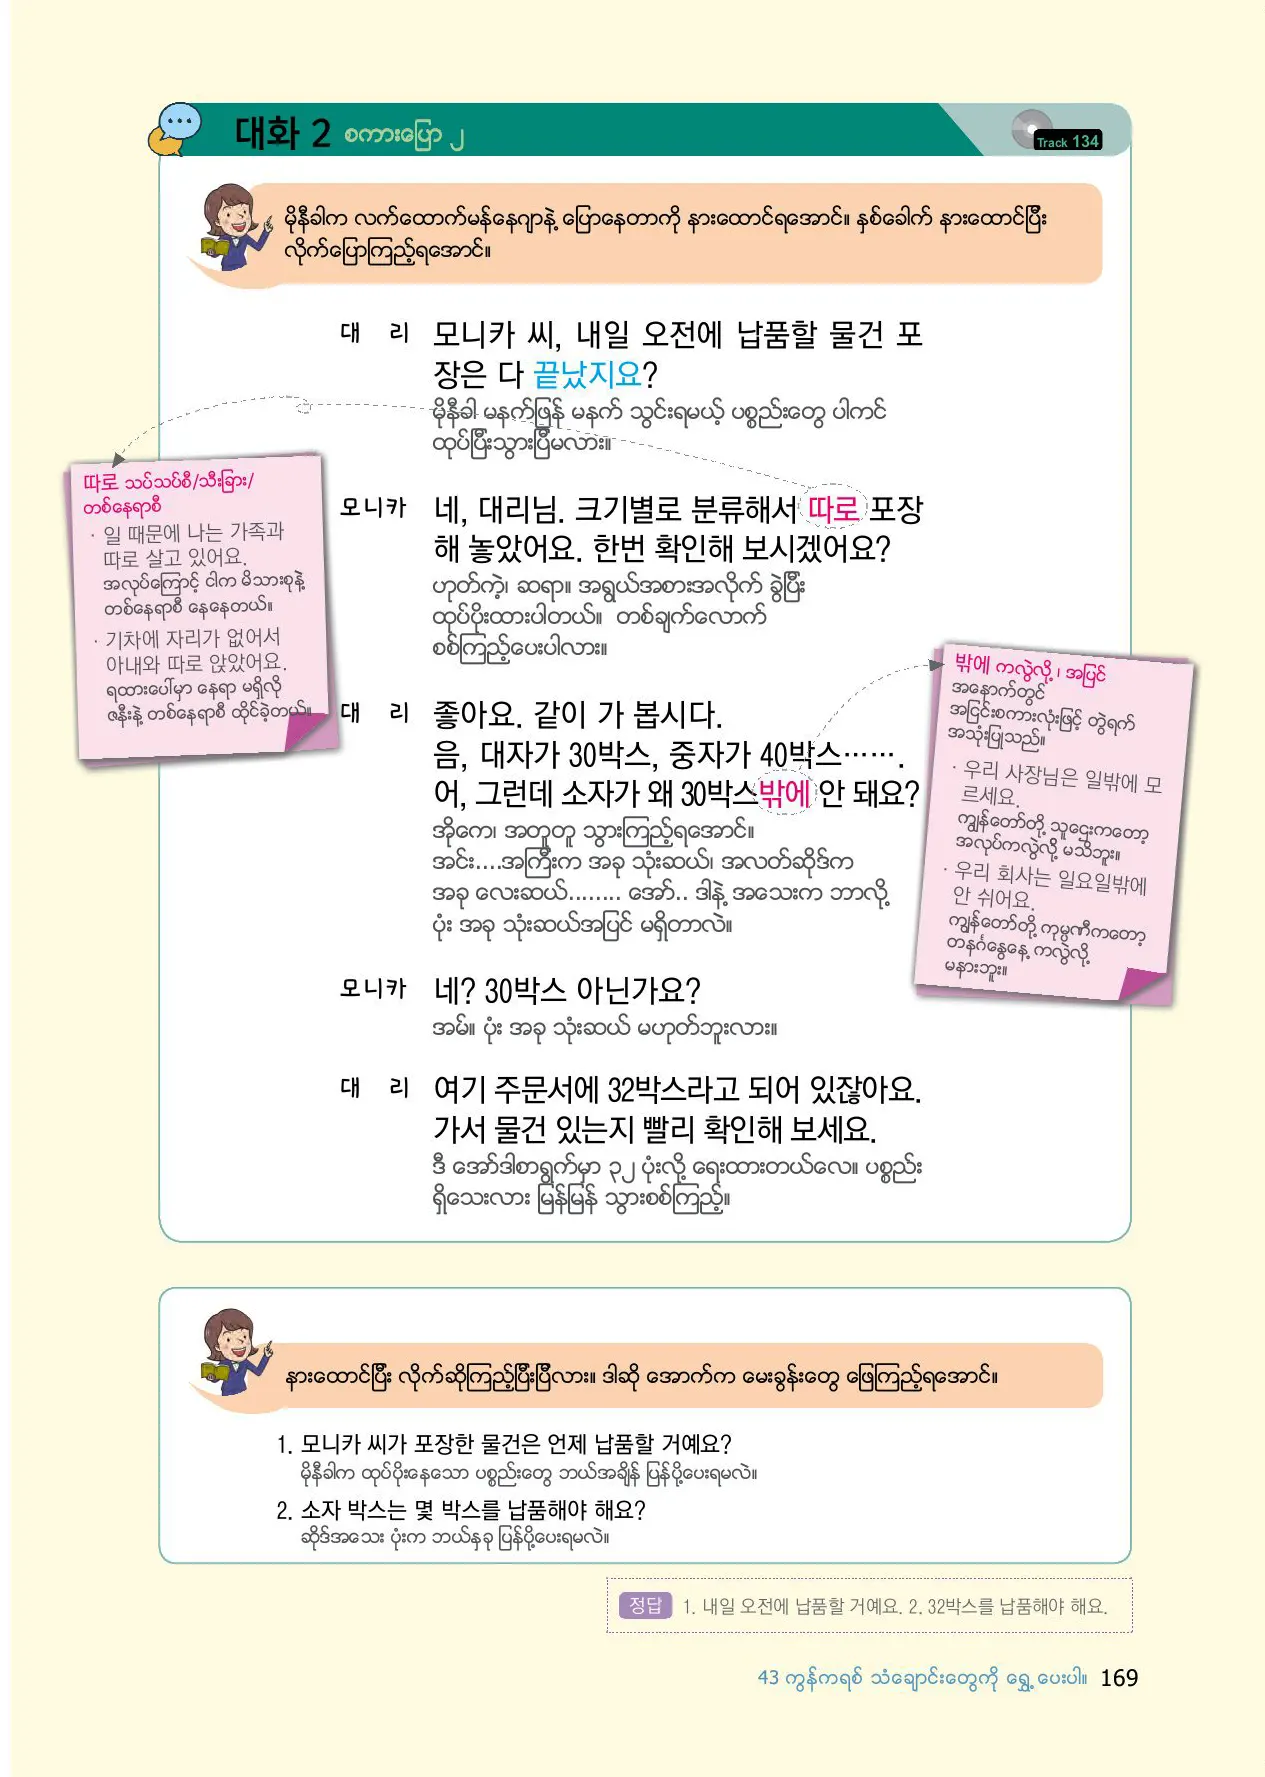 대화 2 စကားပြော ၂
Track 134
မိုနီခါက လက်ထောက်မန်နေဂျာနဲ့ ပြောနေတာကို နားထောင်ရအောင်။ နှစ်ခေါက် နားထောင်ပြီး
လိုက်ပြောကြည့်ရအောင်။
대 리 모니카 씨, 내일 오전에 납품할 물건 포
장은 다 끝났지요?
မိုနီခါ မနက်ဖြန် မနက် သွင်းရမယ့် ပစ္စည်းတွေ ပါကင်
ထုပ်ပြီးသွားပြီမလား။
모니카 네, 대리님. 크기별로 분류해서 따로 포장
해 놓았어요. 한번 확인해 보시겠어요?
ဟုတ်ကဲ့၊ ဆရာ။ အရွယ်အစားအလိုက် ခွဲပြီး
ထုပ်ပိုးထားပါတယ်။ တစ်ချက်လောက်
စစ်ကြည့်ပေးပါလား။
대 리 좋아요. 같이 가 봅시다.
음, 대자가 30박스, 중자가 40박스…….
어, 그런데 소자가 왜 30박스밖에 안 돼요?
အိုကေ၊ အတူတူ သွားကြည့်ရအောင်။
အင်း....အကြီးက အခု သုံးဆယ်၊ အလတ်ဆိုဒ်က
အခု လေးဆယ်........ အော်.. ဒါနဲ့ အသေးက ဘာလို့
ပုံး အခု သုံးဆယ်အပြင် မရှိတာလဲ။
모니카 네? 30박스 아닌가요?
အမ်။ ပုံး အခု သုံးဆယ် မဟုတ်ဘူးလား။
대 리 여기 주문서에 32박스라고 되어 있잖아요.
가서 물건 있는지 빨리 확인해 보세요.
ဒီ အော်ဒါစာရွက်မှာ ၃၂ ပုံးလို့ ရေးထားတယ်လေ။ ပစ္စည်း
ရှိသေးလား မြန်မြန် သွားစစ်ကြည့်။
따로 သပ်သပ်စီ/သီးခြား/
တစ်နေရာစီ
· 일 때문에 나는 가족과
따로 살고 있어요.
အလုပ်ကြောင့် ငါက မိသားစုနဲ့
တစ်နေရာစီ နေနေတယ်။
· 기차에 자리가 없어서
아내와 따로 앉았어요.
ရထားပေါ်မှာ နေရာ မရှိလို့
ဇနီးနဲ့ တစ်နေရာစီ ထိုင်ခဲ့တယ်။
밖에 ကလွဲလို့ ၊ အပြင်
အနောက်တွင်
အငြင်းစကားလုံးဖြင့် တွဲရက်
အသုံးပြုသည်။
· 우리 사장님은 일밖에 모
르세요.
ကျွန်တော်တို့ သူဌေးကတော့
အလုပ်ကလွဲလို့ မသိဘူး။
· 우리 회사는 일요일밖에
안 쉬어요.
ကျွန်တော်တို့ ကုမ္ပဏီကတော့
တနင်္ဂနွေနေ့ ကလွဲလို့
မနားဘူး။
နားထောင်ပြီး လိုက်ဆိုကြည့်ပြီးပြီလား။ ဒါဆို အောက်က မေးခွန်းတွေ ဖြေကြည့်ရအောင်။
1. 모니카 씨가 포장한 물건은 언제 납품할 거예요?
မိုနီခါက ထုပ်ပိုးနေသော ပစ္စည်းတွေ ဘယ်အချိန် ပြန်ပို့ပေးရမလဲ။
2. 소자 박스는 몇 박스를 납품해야 해요?
ဆိုဒ်အသေး ပုံးက ဘယ်နှခု ပြန်ပို့ပေးရမလဲ။
정답 1. 내일 오전에 납품할 거예요. 2. 32박스를 납품해야 해요.
43 ကွန်ကရစ် သံချောင်းတွေကို ရွှေ့ပေးပါ။ 169